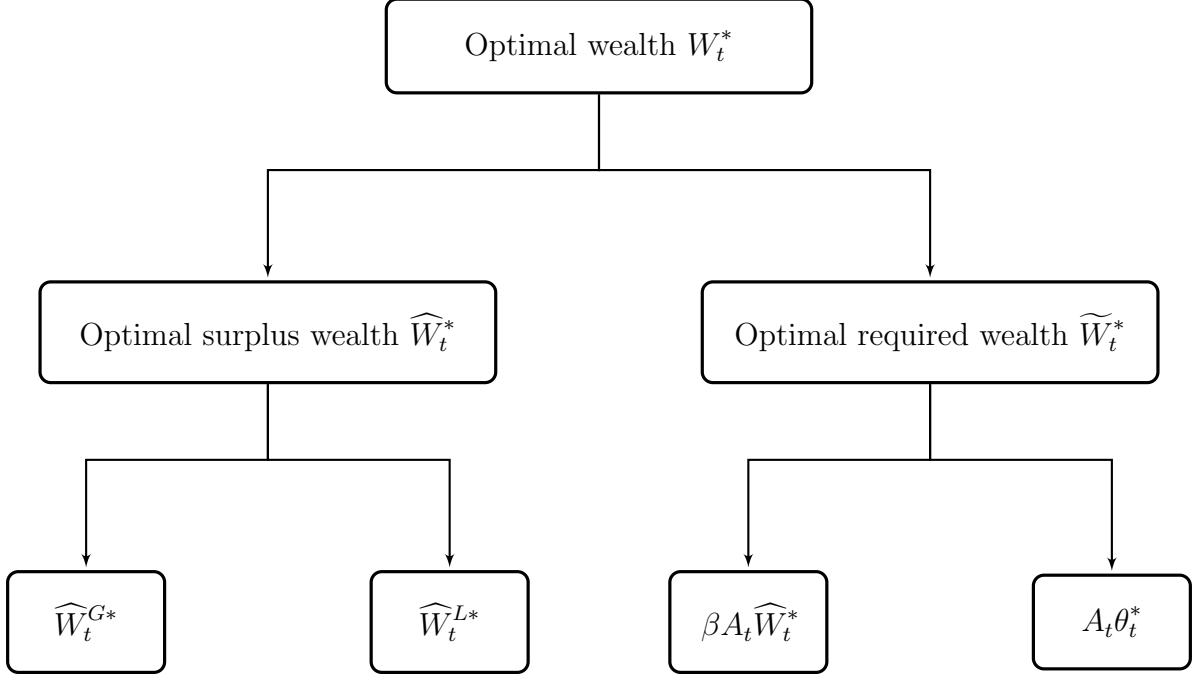 Optimal wealth $W_t^*$
Optimal surplus wealth $\widehat{W}_t^*$
Optimal required wealth $\widetilde{W}_t^*$
$\widehat{W}_t^{G*}$
$\widehat{W}_t^{L*}$
$\beta A_t \widehat{W}_t^*$
$A_t \theta_t^*$